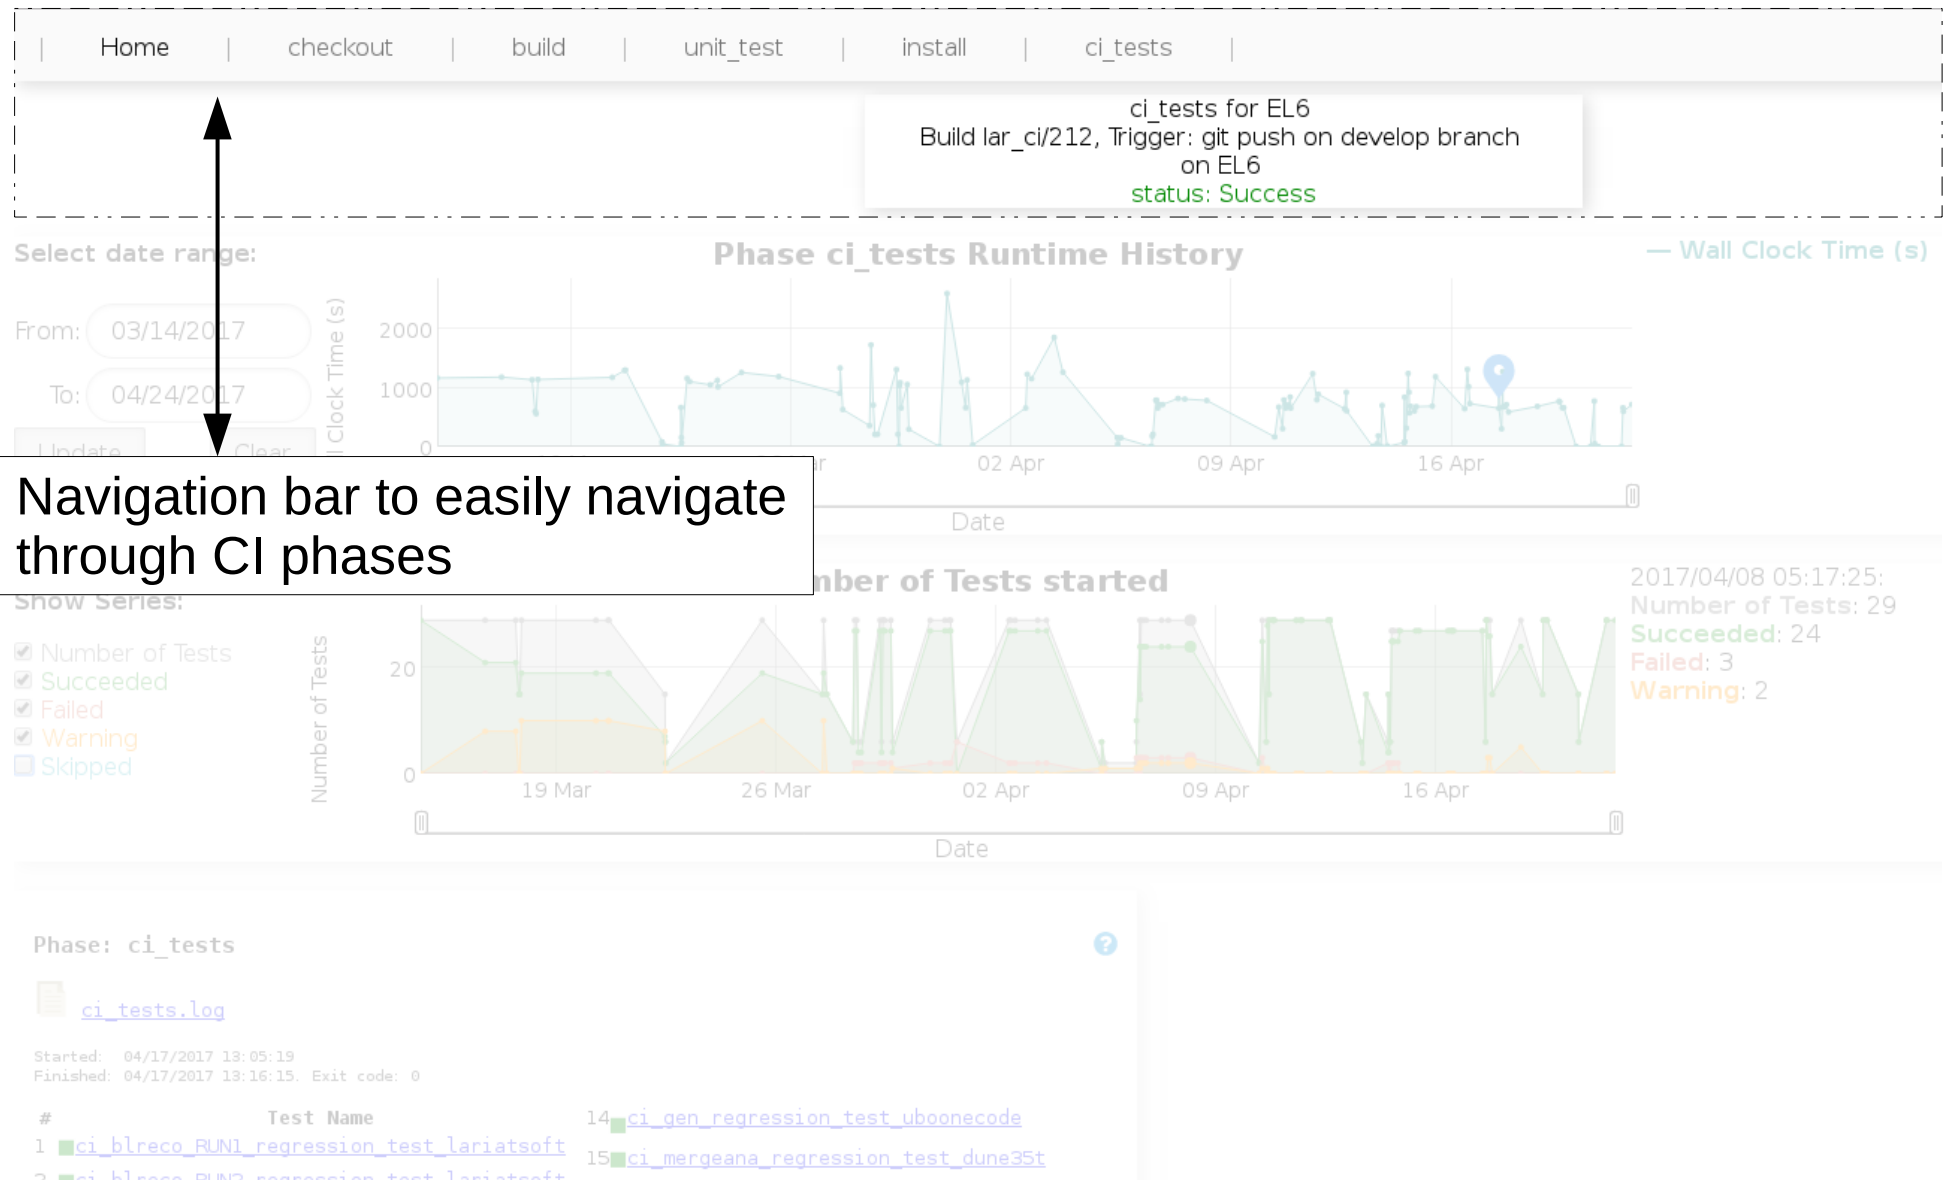 | Home | checkout | build | unit_test | install | ci_tests |
ci_tests for EL6
Build lar_ci/212, Trigger: git push on develop branch
on EL6
status: Success
Select date range:
Phase ci_tests Runtime History
— Wall Clock Time (s)
From: 03/14/2017
To: 04/24/2017
Update Clear
Clock Time (s)
2000
1000
0
02 Apr 09 Apr 16 Apr
Date
Navigation bar to easily navigate
through CI phases
of Tests started
Show Series:
Number of Tests
Succeeded
Failed
Warning
Skipped
Number of Tests
20
0
19 Mar 26 Mar 02 Apr 09 Apr 16 Apr
Date
2017/04/08 05:17:25:
Number of Tests: 29
Succeeded: 24
Failed: 3
Warning: 2
Phase: ci_tests
?
ci_tests.log
Started: 04/17/2017 13:05:19
Finished: 04/17/2017 13:16:15. Exit code: 0
# Test Name
1 ci_blreco_RUN1_regression_test_lariatsoft
2 ci_blreco_RUN2_regression_test_lariatsoft
14 ci_gen_regression_test_uboonecode
15 ci_mergeana_regression_test_dune35t